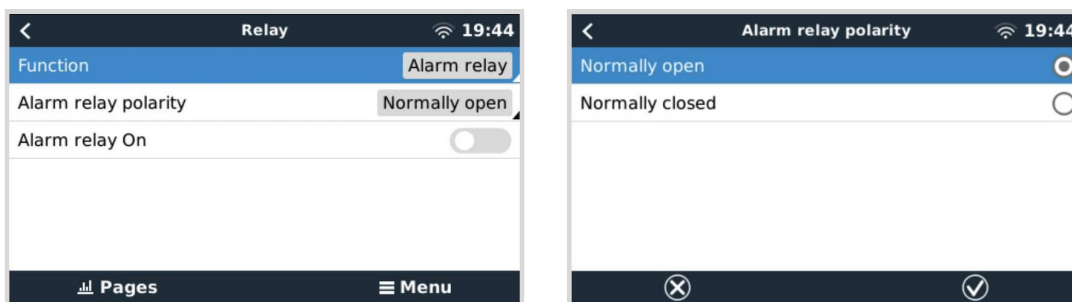 Relay 19:44
Function Alarm relay
Alarm relay polarity Normally open
Alarm relay On
Pages Menu
Alarm relay polarity 19:44
Normally open
Normally closed